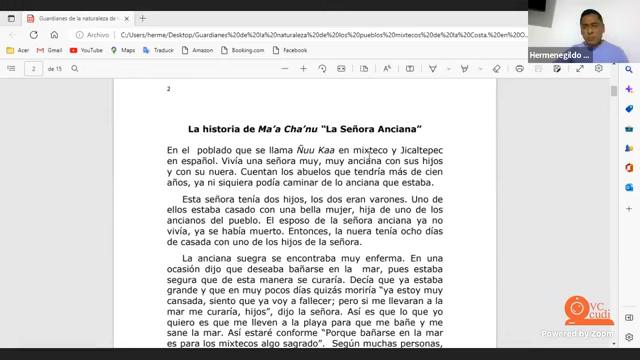 Guardianes de la naturaleza de l
Archivo
C:/Users/herme/Desktop/Guardianes%20de%20la%20naturaleza%20de%20los%20pueblos%20mixtecos%20de%20la%20Costa.%20en%20O...
Acer
Gmail
YouTube
Maps
Traducir
Amazon
Booking.com
Facebook
2
de 15
Hermenegildo
2
La historia de Ma'a Cha'nu "La Señora Anciana"
En el poblado que se llama Ñuu Kaa en mixteco y Jicaltepec
en español. Vivía una señora muy, muy anciana con sus hijos
y con su nuera. Cuentan los abuelos que tendría más de cien
años, ya ni siquiera podía caminar de lo anciana que estaba.
Esta señora tenía dos hijos, los dos eran varones. Uno de
ellos estaba casado con una bella mujer, hija de uno de los
ancianos del pueblo. El esposo de la señora anciana ya no
vivía, ya se había muerto. Entonces, la nuera tenía ocho días
de casada con uno de los hijos de la señora.
La anciana suegra se encontraba muy enferma. En una
ocasión dijo que deseaba bañarse en la mar, pues estaba
segura que de esta manera se curaría. Decía que ya estaba
grande y que en muy pocos días quizás moriría "ya estoy muy
cansada, siento que ya voy a fallecer; pero si me llevaran a la
mar me curaría, hijos", dijo la señora. Así es que lo que yo
quiero es que me lleven a la playa para que me bañe y me
sane la mar. Así estaré conforme "Porque bañarse en la mar
es para los mixtecos algo sagrado". Según muchas personas,
VC
cudi
Powered by Zoom